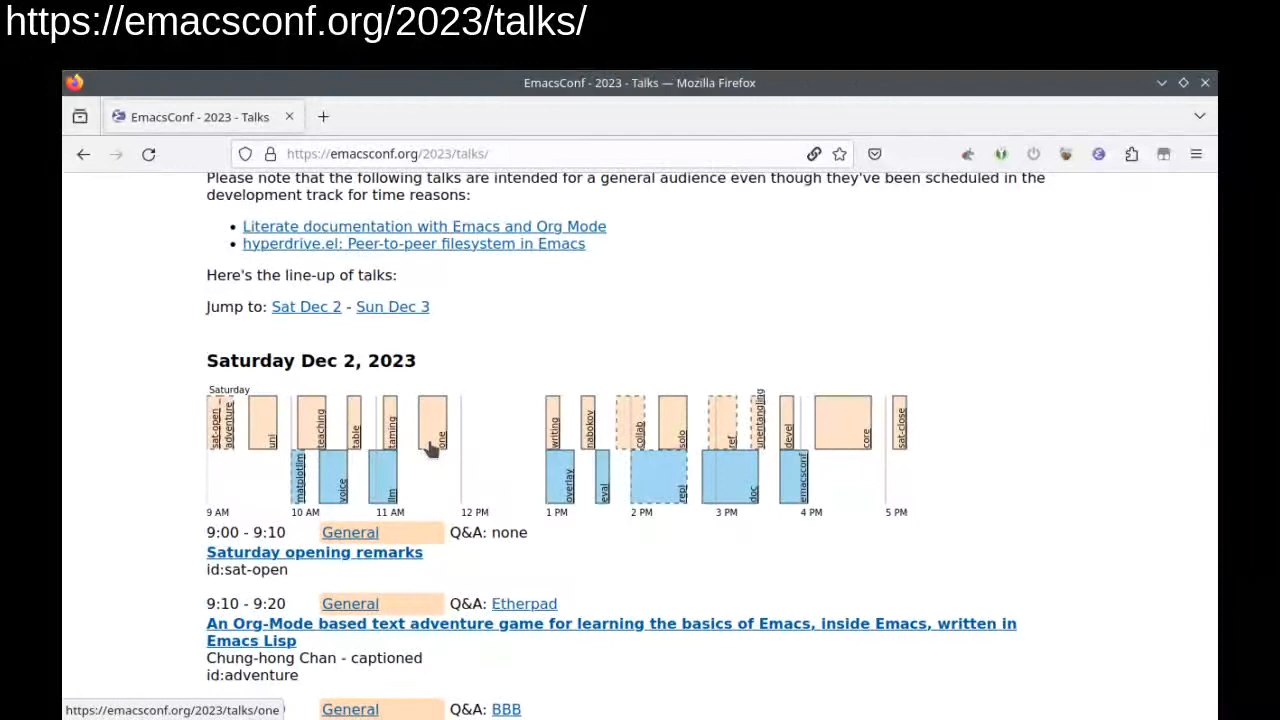 https://emacsconf.org/2023/talks/
EmacsConf - 2023 - Talks — Mozilla Firefox
EmacsConf - 2023 - Talks
https://emacsconf.org/2023/talks/
Please note that the following talks are intended for a general audience even though they've been scheduled in the
development track for time reasons:
• Literate documentation with Emacs and Org Mode
• hyperdrive.el: Peer-to-peer filesystem in Emacs
Here's the line-up of talks:
Jump to: Sat Dec 2 - Sun Dec 3
Saturday Dec 2, 2023
Saturday
sat-open
adventure
uni
teaching
table
taming
one
writing
nabokov
collab
solo
ref
unentangling
devel
core
sat-close
matplotllm
voice
llm
overlay
eval
repl
doc
emacsconf
9 AM 10 AM 11 AM 12 PM 1 PM 2 PM 3 PM 4 PM 5 PM
9:00 - 9:10 General Q&A: none
Saturday opening remarks
id:sat-open
9:10 - 9:20 General Q&A: Etherpad
An Org-Mode based text adventure game for learning the basics of Emacs, inside Emacs, written in
Emacs Lisp
Chung-hong Chan - captioned
id:adventure
General Q&A: BBB
https://emacsconf.org/2023/talks/one